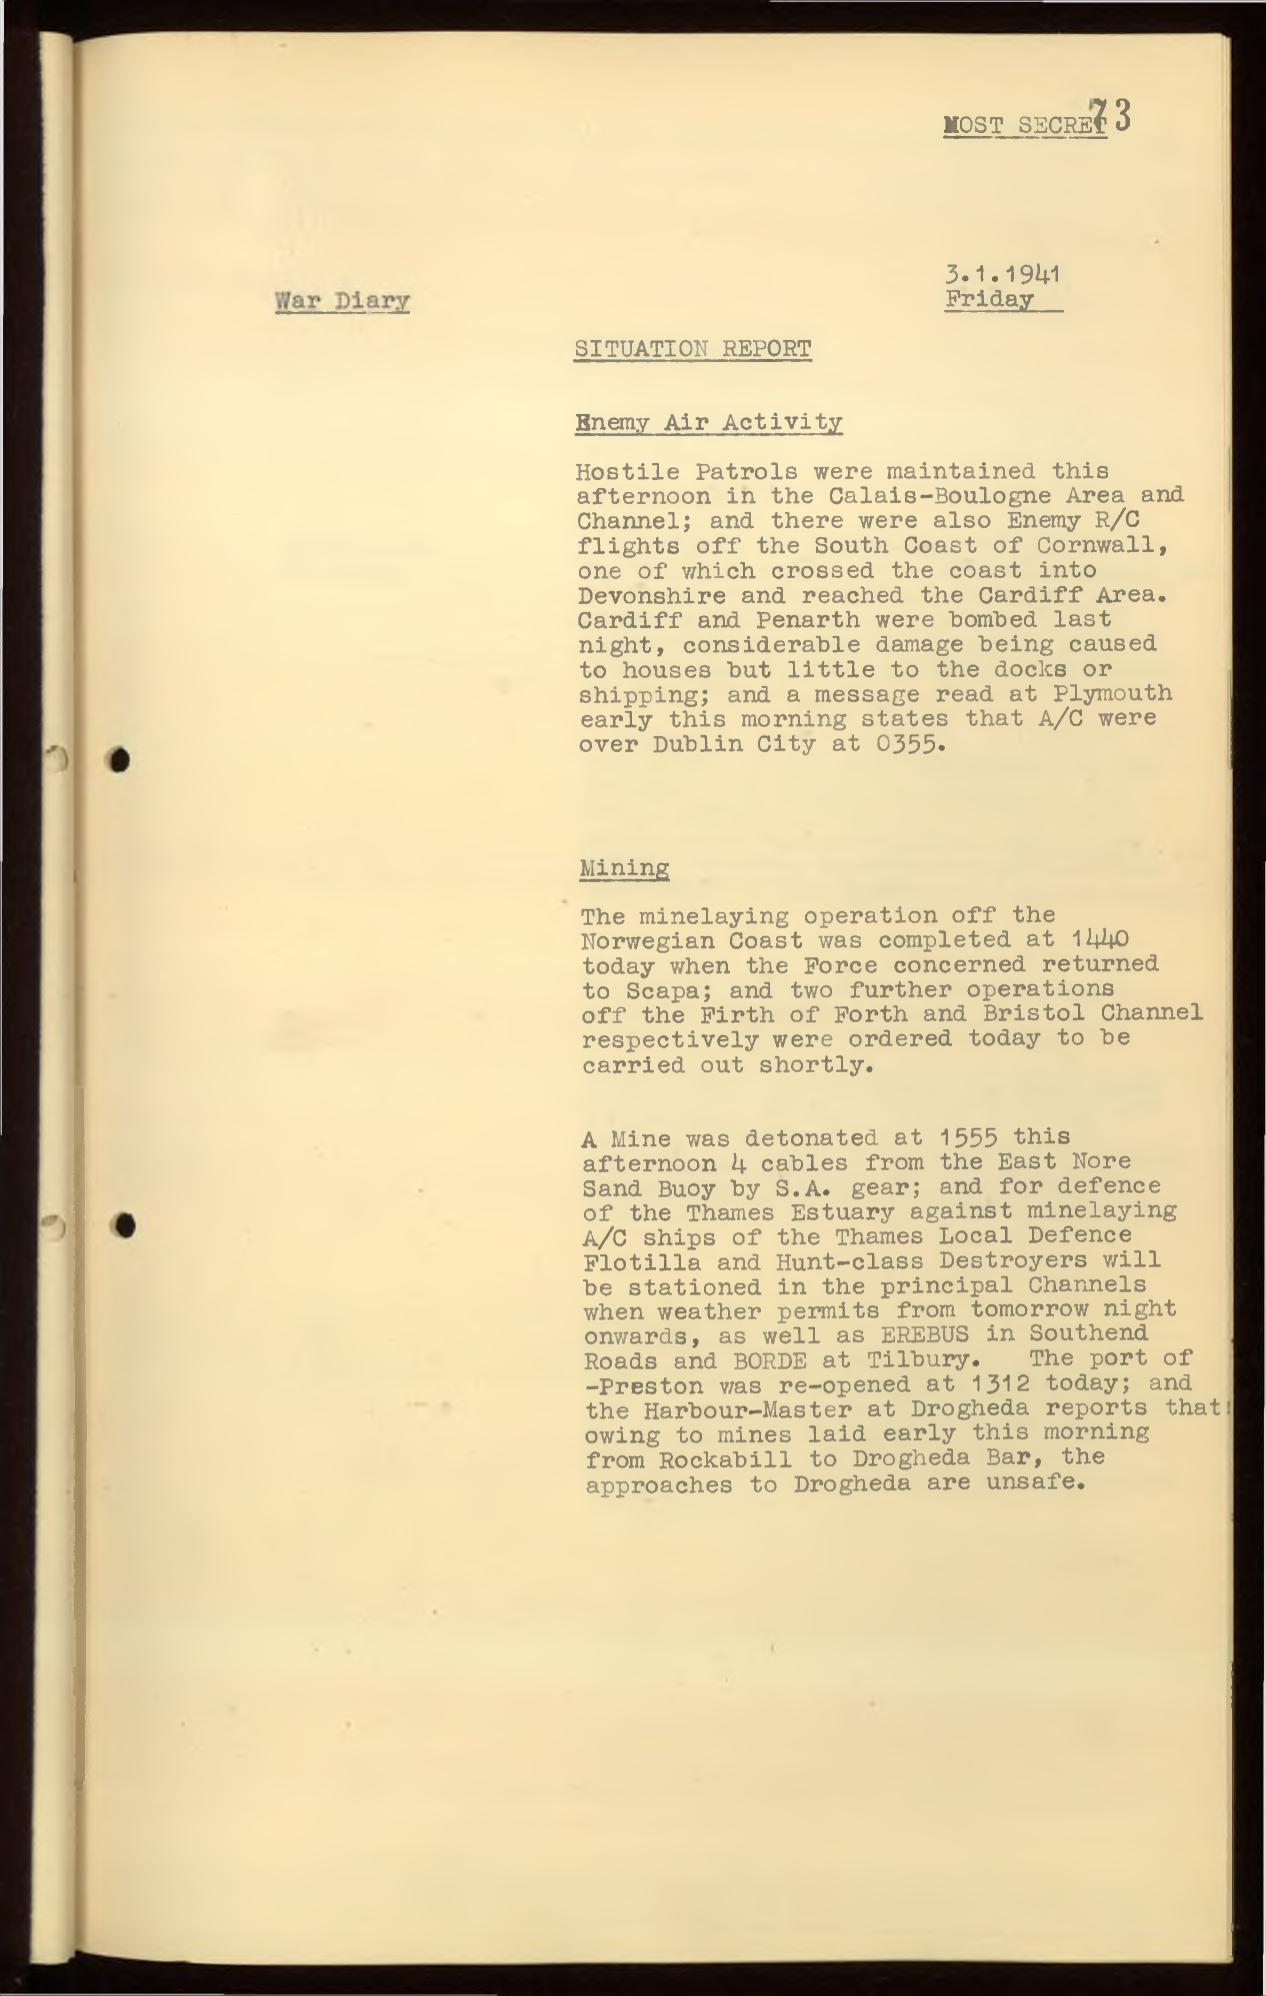 MOST SECRET 73
3.1.1941
War Diary
Friday
SITUATION REPORT
Enemy Air Activity
Hostile Patrols were maintained this
afternoon in the Calais-Boulogne Area and
Channel; and there were also Enemy R/C
flights off the South Coast of Cornwall,
one of which crossed the coast into
Devonshire and reached the Cardiff Area.
Cardiff and Penarth were bombed last
night, considerable damage being caused
to houses but little to the docks or
shipping; and a message read at Plymouth
early this morning states that A/C were
over Dublin City at 0355.
Mining
The minelaying operation off the
Norwegian Coast was completed at 1440
today when the Force concerned returned
to Scapa; and two further operations
off the Firth of Forth and Bristol Channel
respectively were ordered today to be
carried out shortly.
A Mine was detonated at 1555 this
afternoon 4 cables from the East Nore
Sand Buoy by S.A. gear; and for defence
of the Thames Estuary against minelaying
A/C ships of the Thames Local Defence
Flotilla and Hunt-class Destroyers will
be stationed in the principal Channels
when weather permits from tomorrow night
onwards, as well as EREBUS in Southend
Roads and BORDE at Tilbury. The port of
-Preston was re-opened at 1312 today; and
the Harbour-Master at Drogheda reports that
owing to mines laid early this morning
from Rockabill to Drogheda Bar, the
approaches to Drogheda are unsafe.